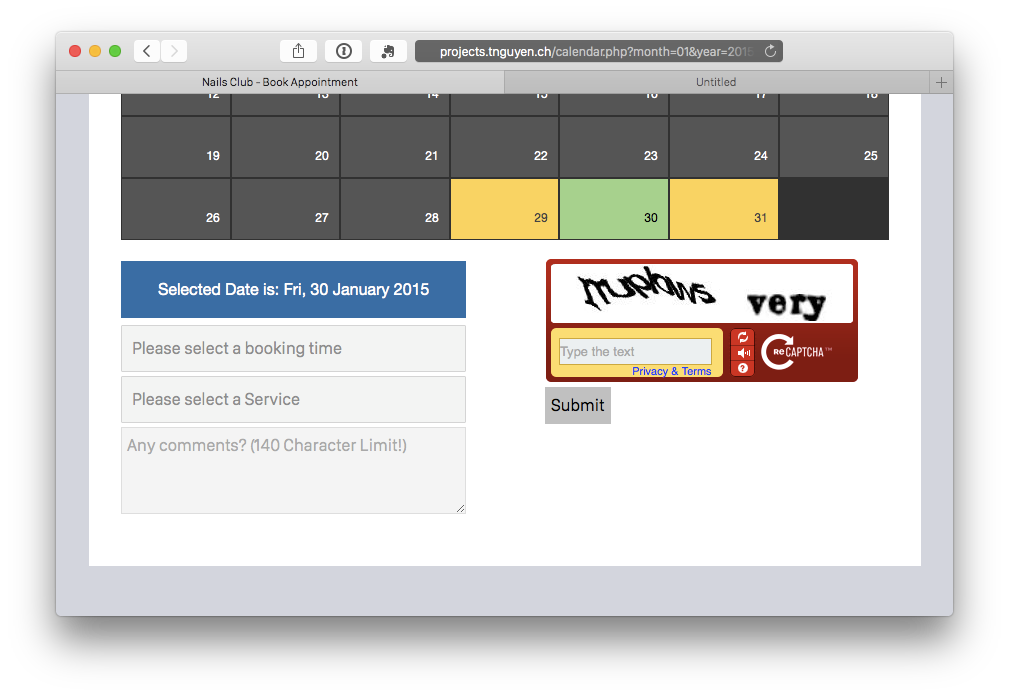 projects.tnguyen.ch/calendar.php?month=01&year=2015
Nails Club - Book Appointment
Untitled
12 13 14 15 16 17 18
19 20 21 22 23 24 25
26 27 28 29 30 31
Selected Date is: Fri, 30 January 2015
Please select a booking time
Please select a Service
Any comments? (140 Character Limit!)
very
Type the text
Privacy & Terms
reCAPTCHA™
Submit